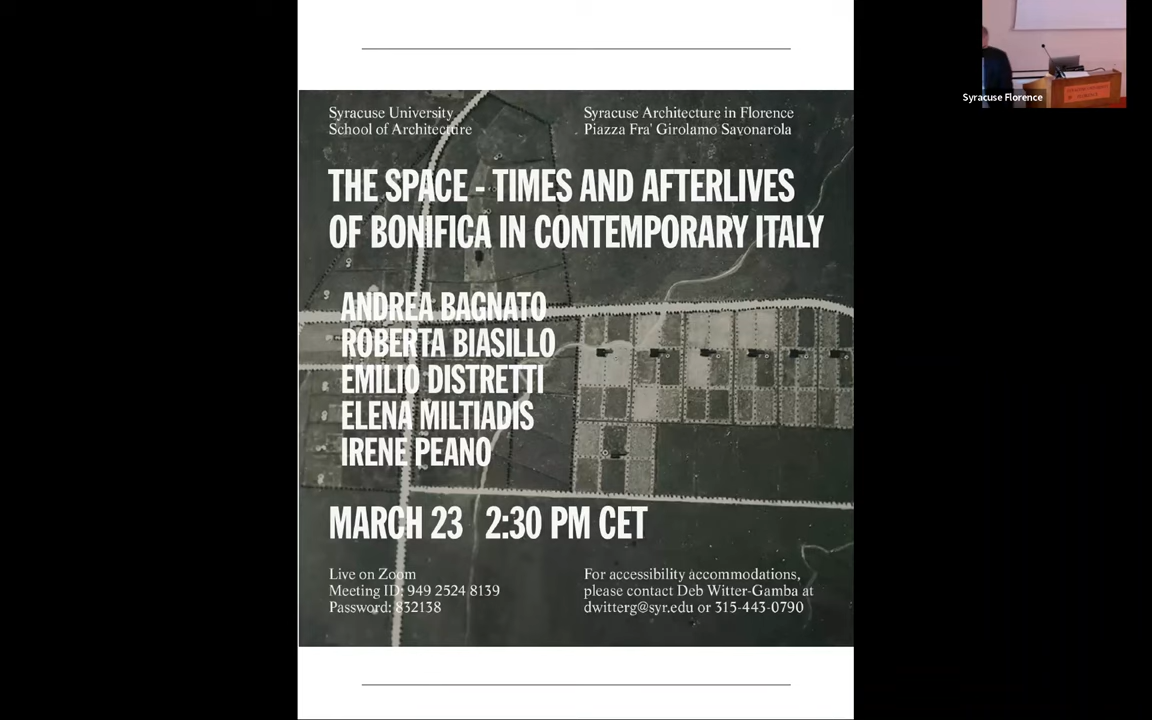 Syracuse University
School of Architecture
Syracuse Architecture in Florence
Piazza Fra' Girolamo Savonarola
THE SPACE - TIMES AND AFTERLIVES
OF BONIFICA IN CONTEMPORARY ITALY
ANDREA BAGNATO
ROBERTA BIASILLO
EMILIO DISTRETTI
ELENA MILTIADIS
IRENE PEANO
MARCH 23 2:30 PM CET
Live on Zoom
Meeting ID: 949 2524 8139
Password: 832138
For accessibility accommodations,
please contact Deb Witter-Gamba at
dwitterg@syr.edu or 315-443-0790
Syracuse Florence